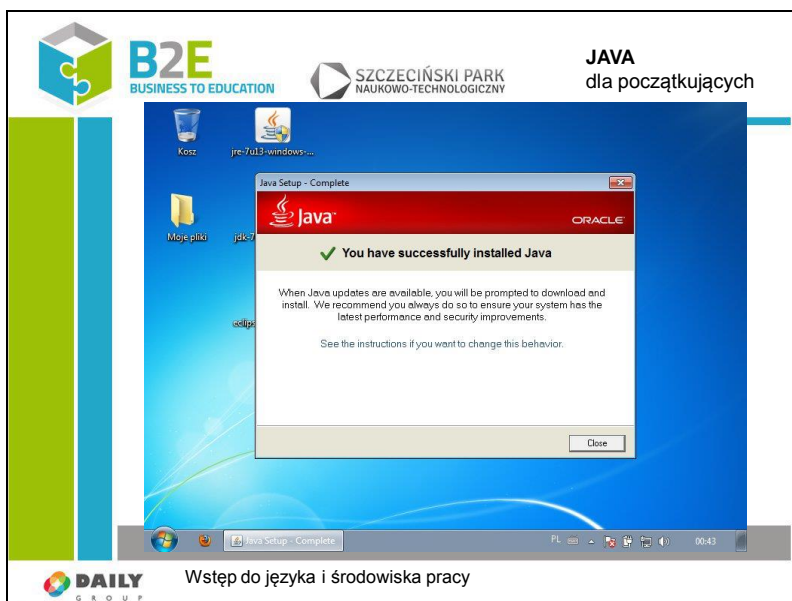 B2E
BUSINESS TO EDUCATION
SZCZECIŃSKI PARK
NAUKOWO-TECHNOLOGICZNY
JAVA
dla początkujących
Kosz
jre-7u13-windows-...
Moje pliki
jdk-7
eclips
Java Setup - Complete
Java
ORACLE
You have successfully installed Java
When Java updates are available, you will be prompted to download and
install. We recommend you always do so to ensure your system has the
latest performance and security improvements.
See the instructions if you want to change this behavior.
Close
Java Setup - Complete
PL
00:43
DAILY
GROUP
Wstęp do języka i środowiska pracy